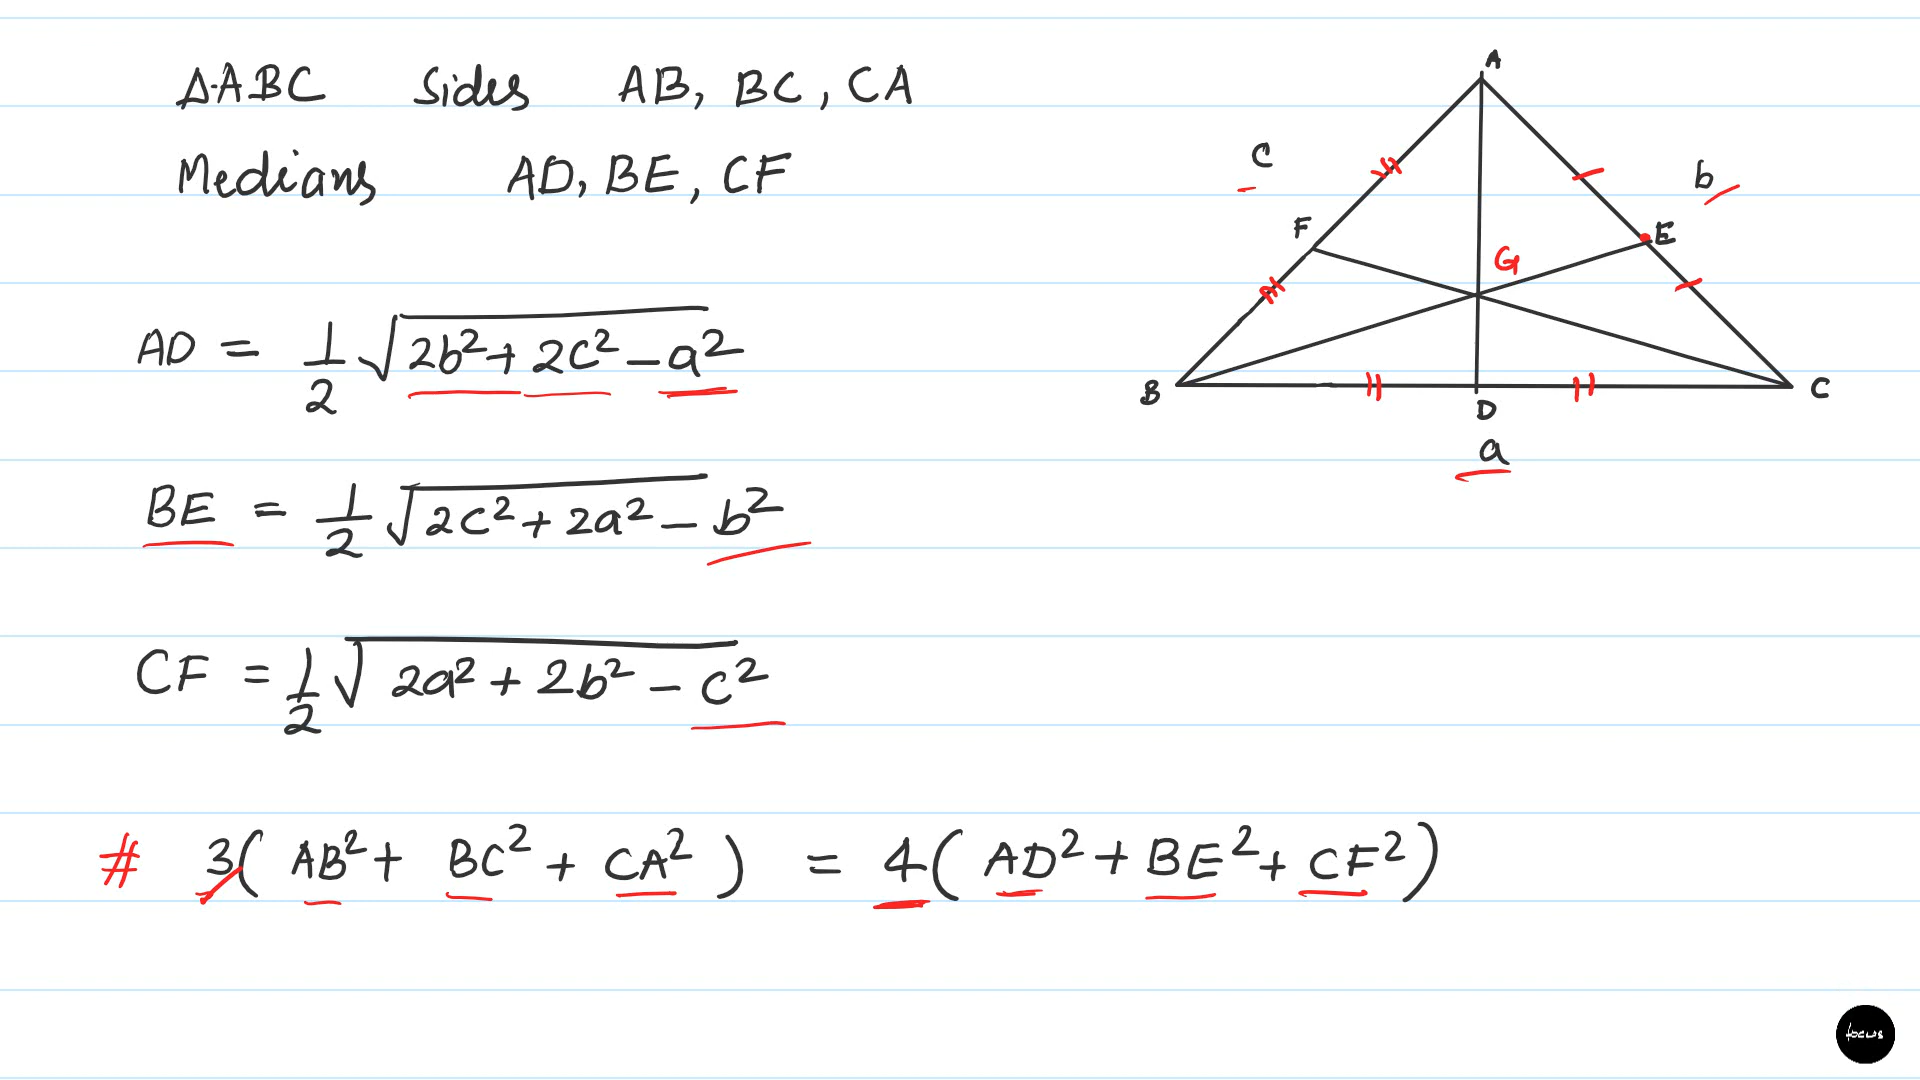 ΔABC Sides AB, BC, CA
Medians AD, BE, CF
AD = 1/2 √(2b² + 2c² − a²)
BE = 1/2 √(2c² + 2a² − b²)
CF = 1/2 √(2a² + 2b² − c²)
# 3(AB² + BC² + CA²) = 4(AD² + BE² + CF²)
A
c
b
F
E
G
B
D
C
a
focus